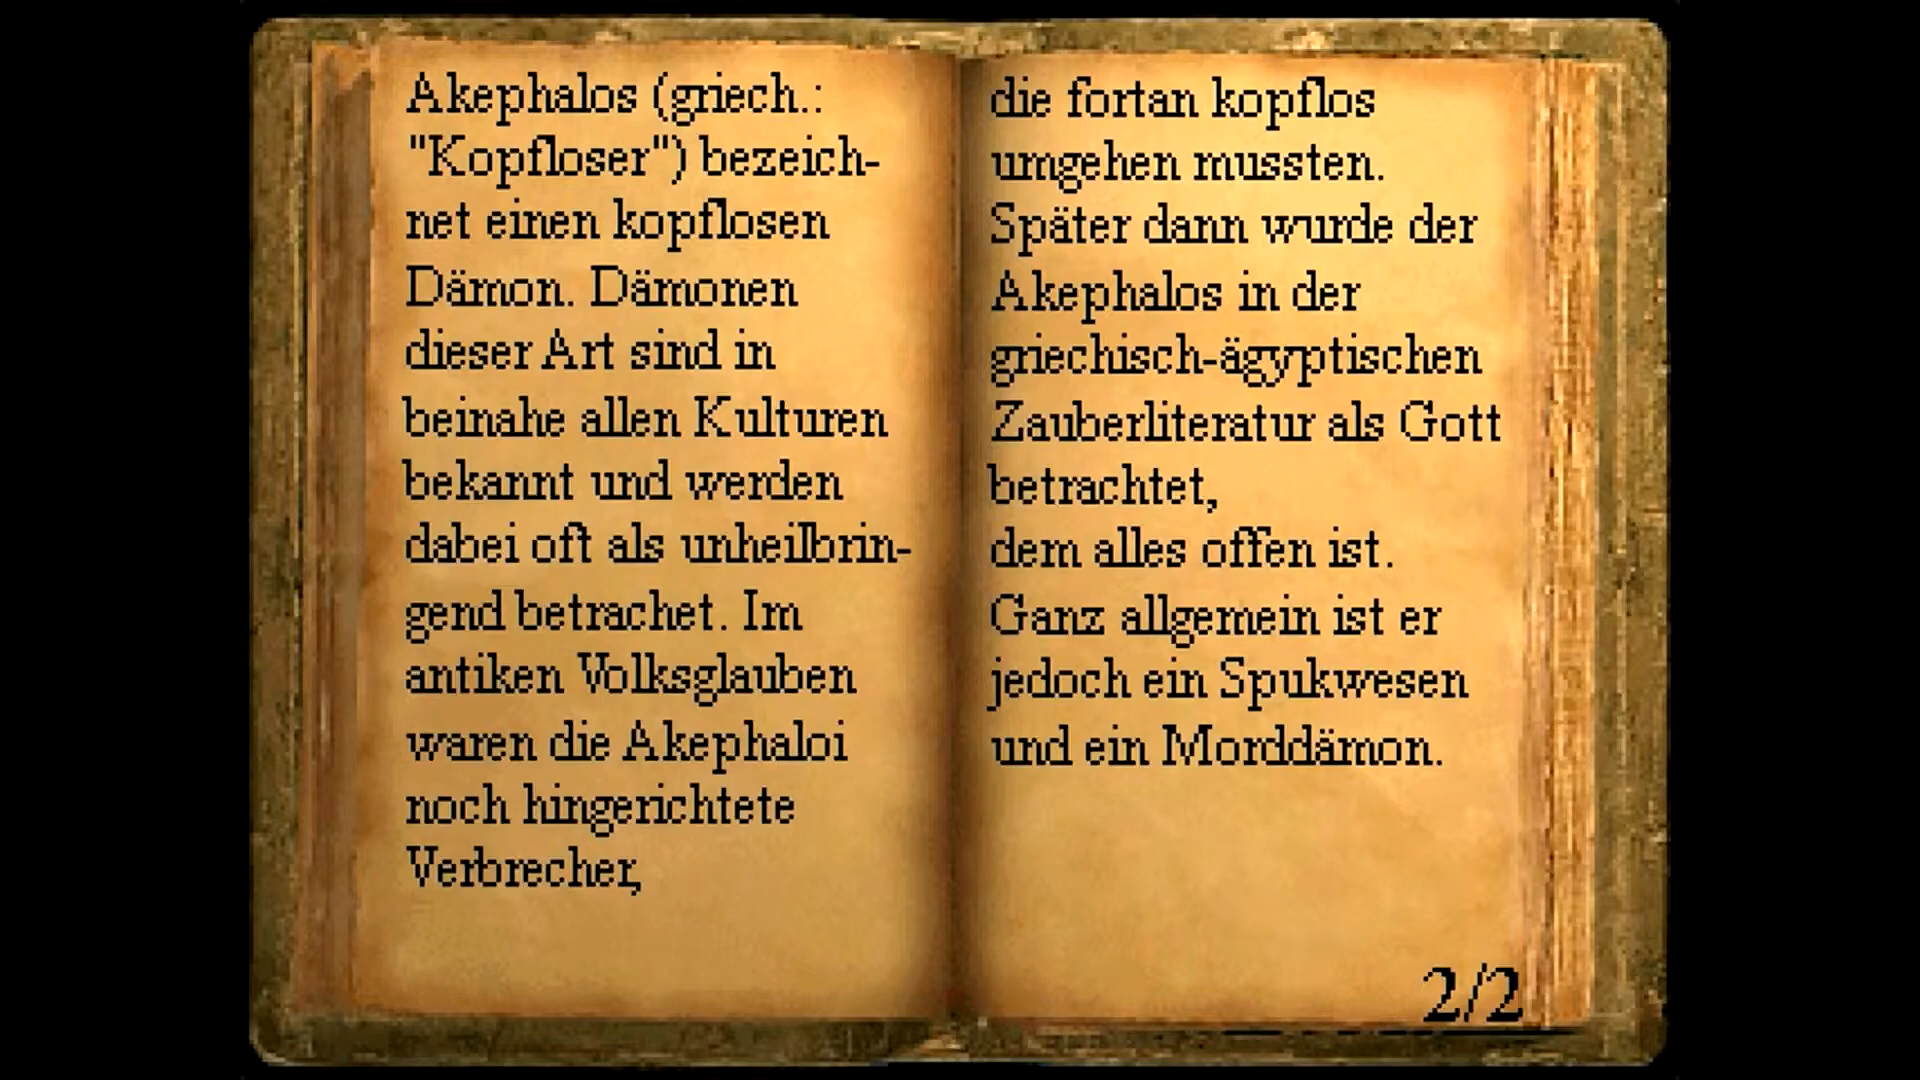 Akephalos (griech.:
"Kopfloser") bezeich-
net einen kopflosen
Dämon. Dämonen
dieser Art sind in
beinahe allen Kulturen
bekannt und werden
dabei oft als unheilbrin-
gend betrachet. Im
antiken Volksglauben
waren die Akephaloi
noch hingerichtete
Verbrecher,
die fortan kopflos
umgehen mussten.
Später dann wurde der
Akephalos in der
griechisch-ägyptischen
Zauberliteratur als Gott
betrachtet,
dem alles offen ist.
Ganz allgemein ist er
jedoch ein Spukwesen
und ein Morddämon.
2/2